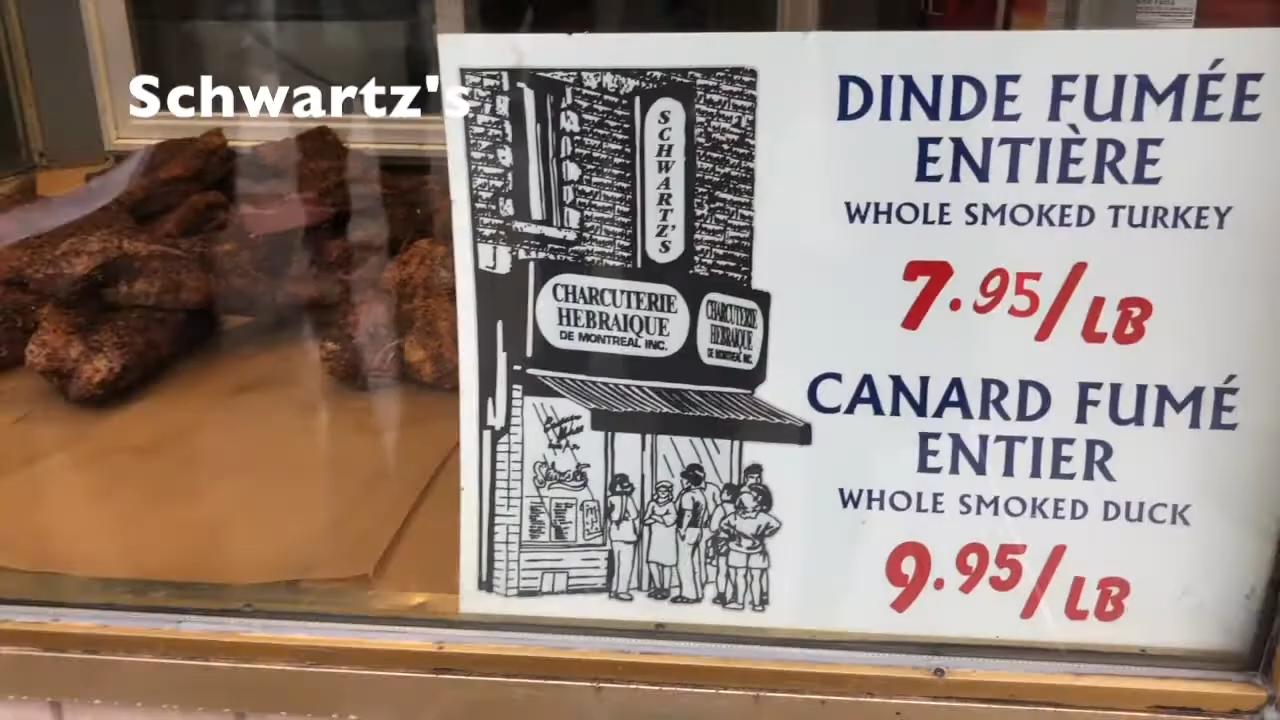 Schwartz's
SCHWARTZ'S
CHARCUTERIE
HEBRAIQUE
DE MONTREAL INC.
CHARCUTERIE
HEBRAIQUE
DE MONTREAL INC.
DINDE FUMÉE
ENTIÈRE
WHOLE SMOKED TURKEY
7.95/LB
CANARD FUMÉ
ENTIER
WHOLE SMOKED DUCK
9.95/LB